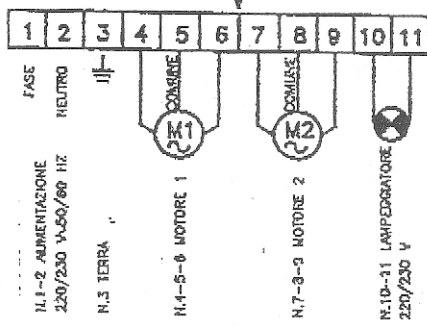 1 2 3 4 5 6 7 8 9 10 11
FASE
NEUTRO
COMUNE
COMUNE
M1
M2
N.1-2 ALIMENTAZIONE
220/230 V.50/60 HZ
N.3 TERRA
N.4-5-6 MOTORE 1
N.7-8-9 MOTORE 2
N.10-11 LAMPEGGIATORE
220/230 V